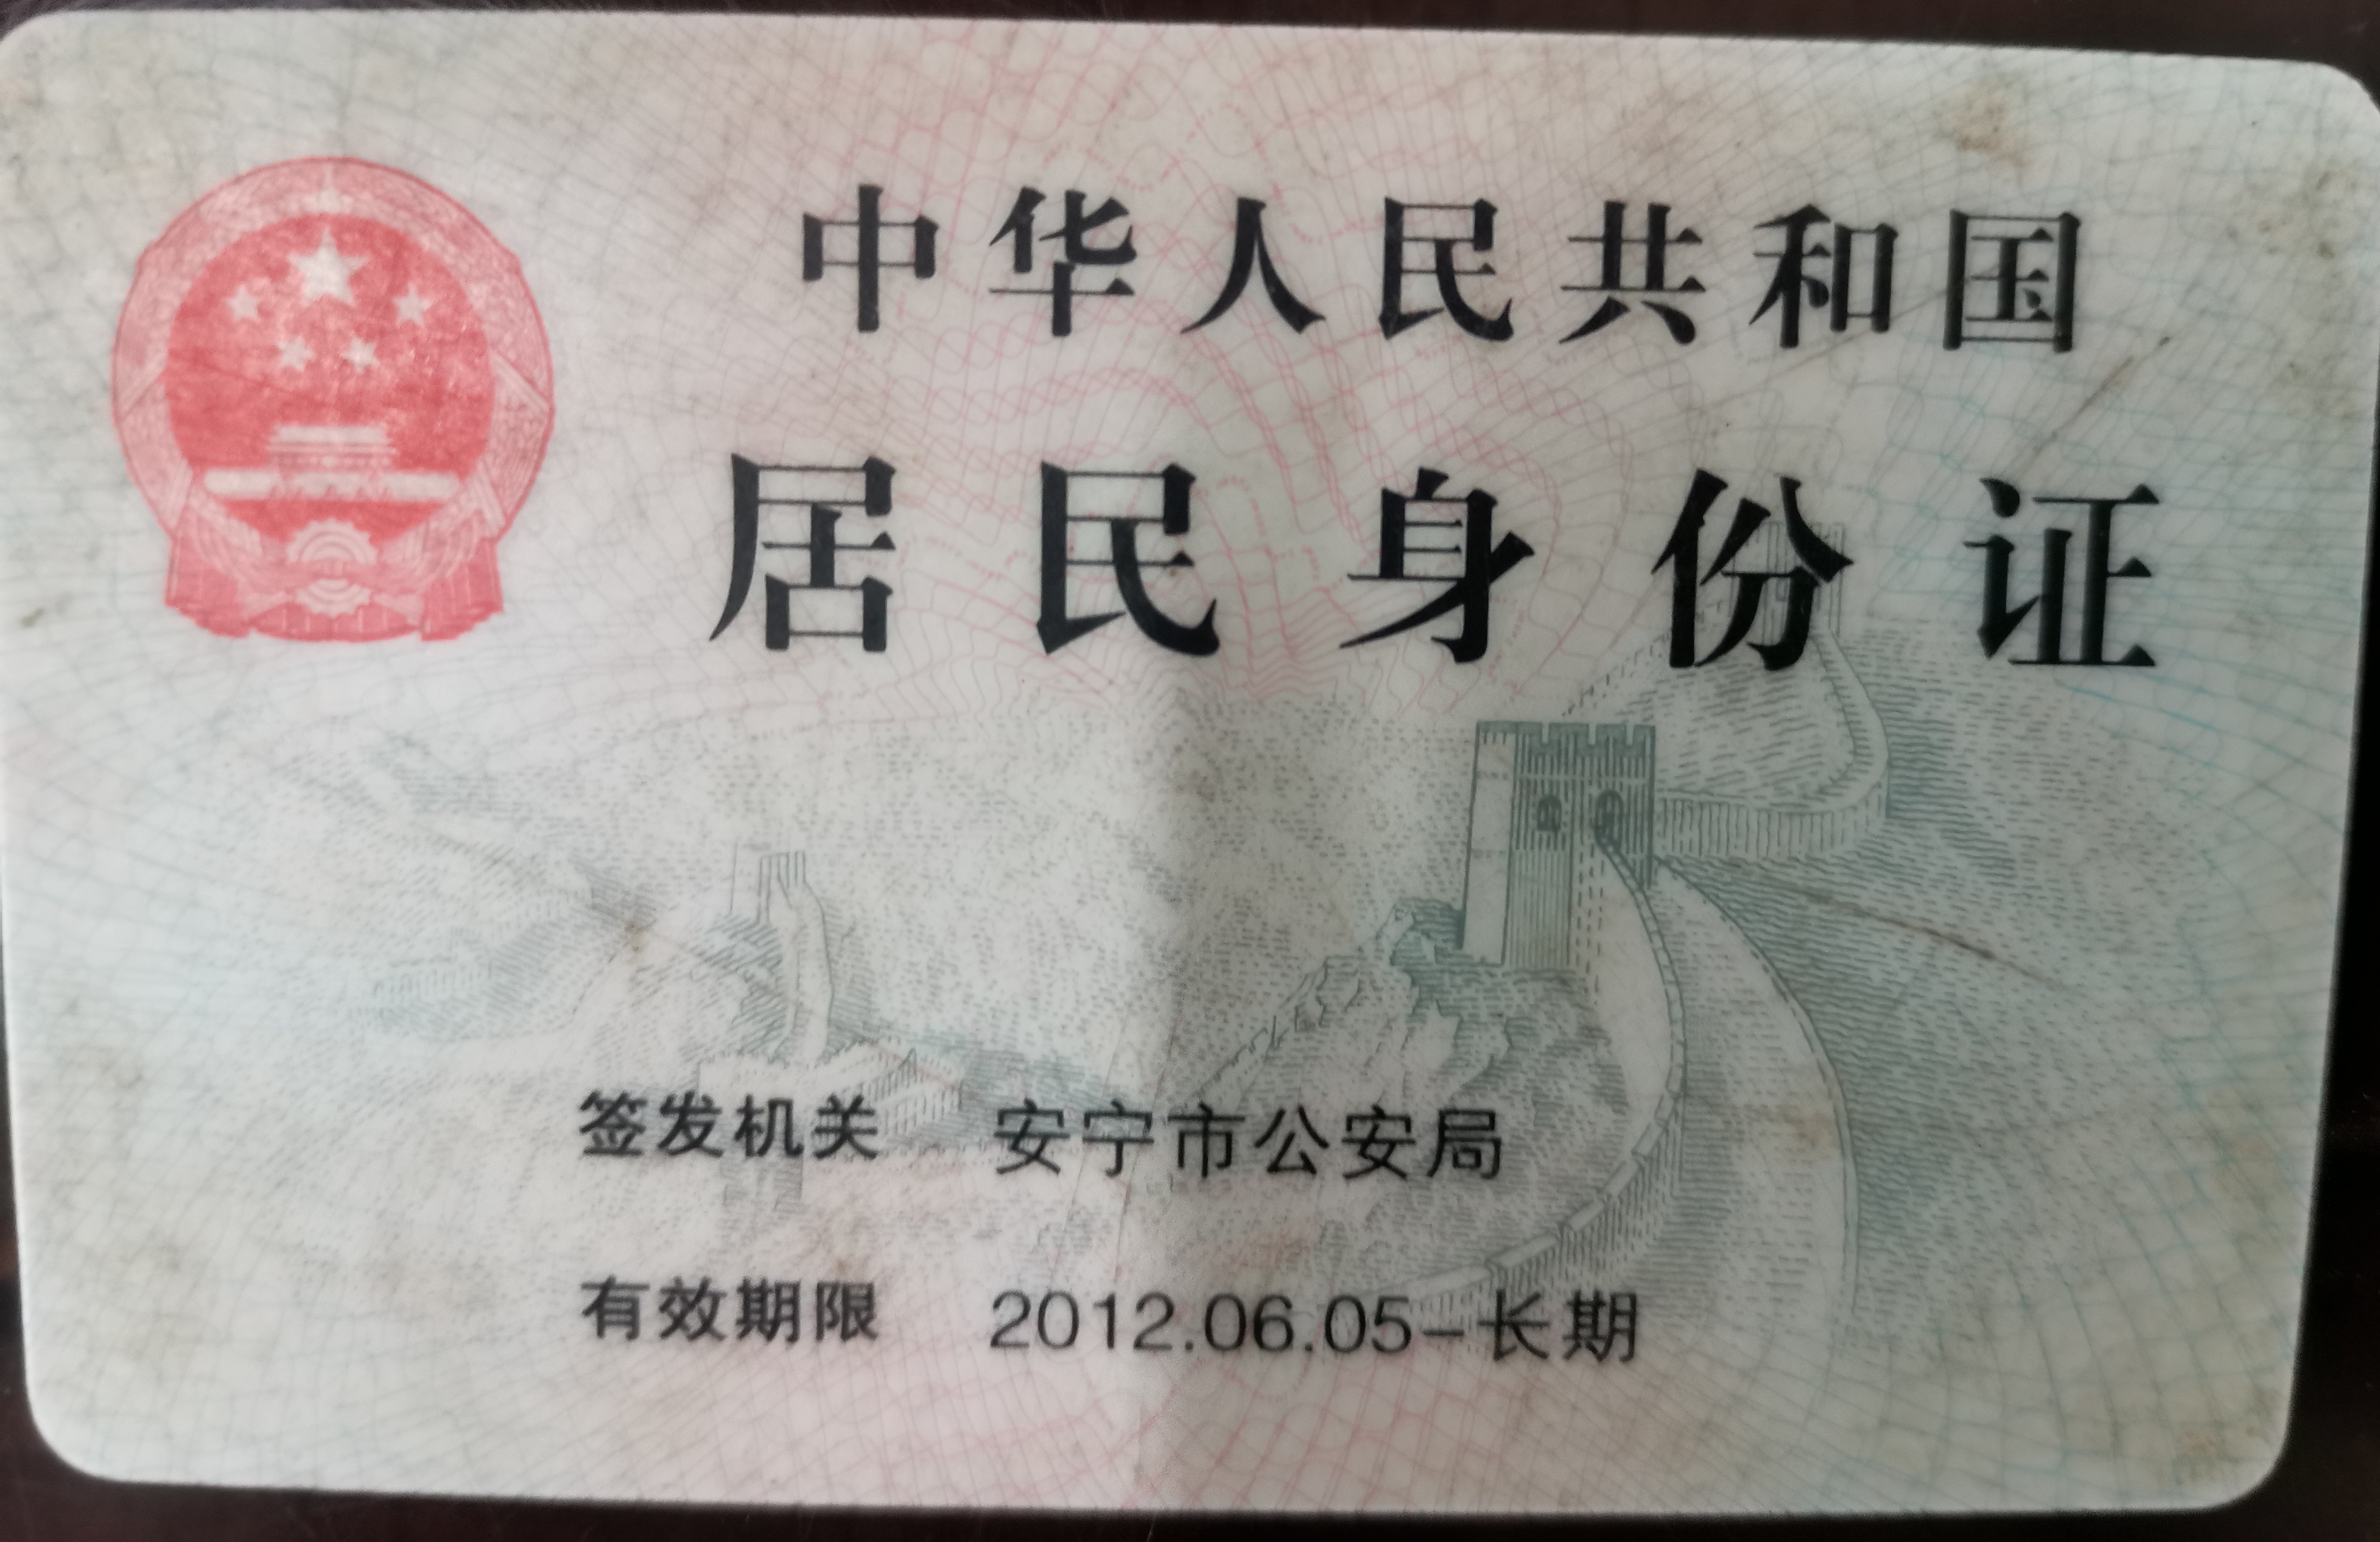 中华人民共和国
居民身份证
签发机关 安宁市公安局
有效期限 2012.06.05-长期